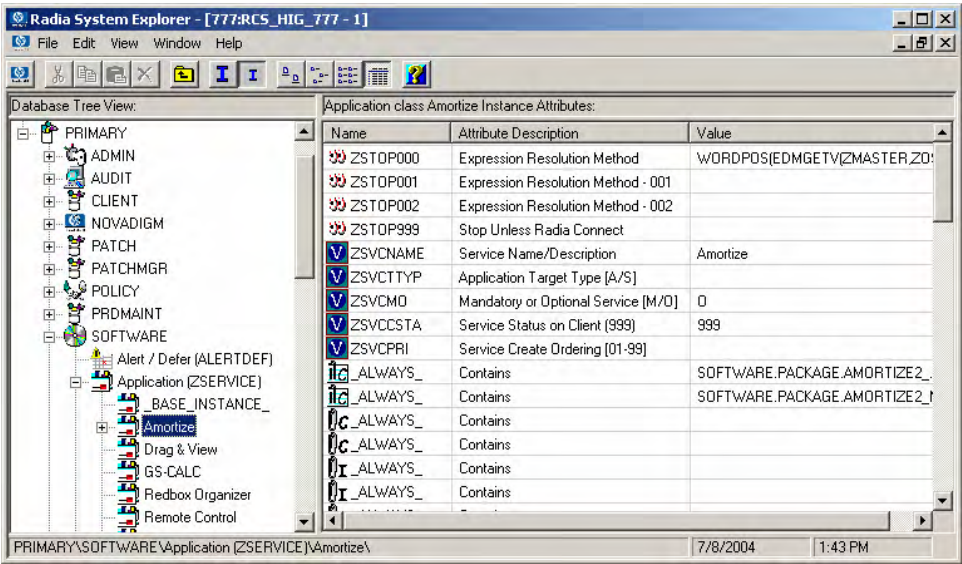 Radia System Explorer - [777:RCS_HIG_777 - 1]
File Edit View Window Help
Database Tree View:
Application class Amortize Instance Attributes:
PRIMARY
ADMIN
AUDIT
CLIENT
NOVADIGM
PATCH
PATCHMGR
POLICY
PRDMAINT
SOFTWARE
Alert / Defer (ALERTDEF)
Application (ZSERVICE)
_BASE_INSTANCE_
Amortize
Drag & View
GS-CALC
Redbox Organizer
Remote Control
Name Attribute Description Value
ZSTOP000 Expression Resolution Method WORDPOS(EDMGETV(ZMASTER,ZO
ZSTOP001 Expression Resolution Method - 001
ZSTOP002 Expression Resolution Method - 002
ZSTOP999 Stop Unless Radia Connect
V ZSVCNAME Service Name/Description Amortize
V ZSVCTTYP Application Target Type [A/S]
V ZSVCMO Mandatory or Optional Service [M/O] O
V ZSVCCSTA Service Status on Client (999) 999
V ZSVCPRI Service Create Ordering [01-99]
_ALWAYS_ Contains SOFTWARE.PACKAGE.AMORTIZE2_
_ALWAYS_ Contains SOFTWARE.PACKAGE.AMORTIZE2_
_ALWAYS_ Contains
_ALWAYS_ Contains
_ALWAYS_ Contains
_ALWAYS_ Contains
PRIMARY\SOFTWARE\Application (ZSERVICE)\Amortize\ 7/8/2004 1:43 PM